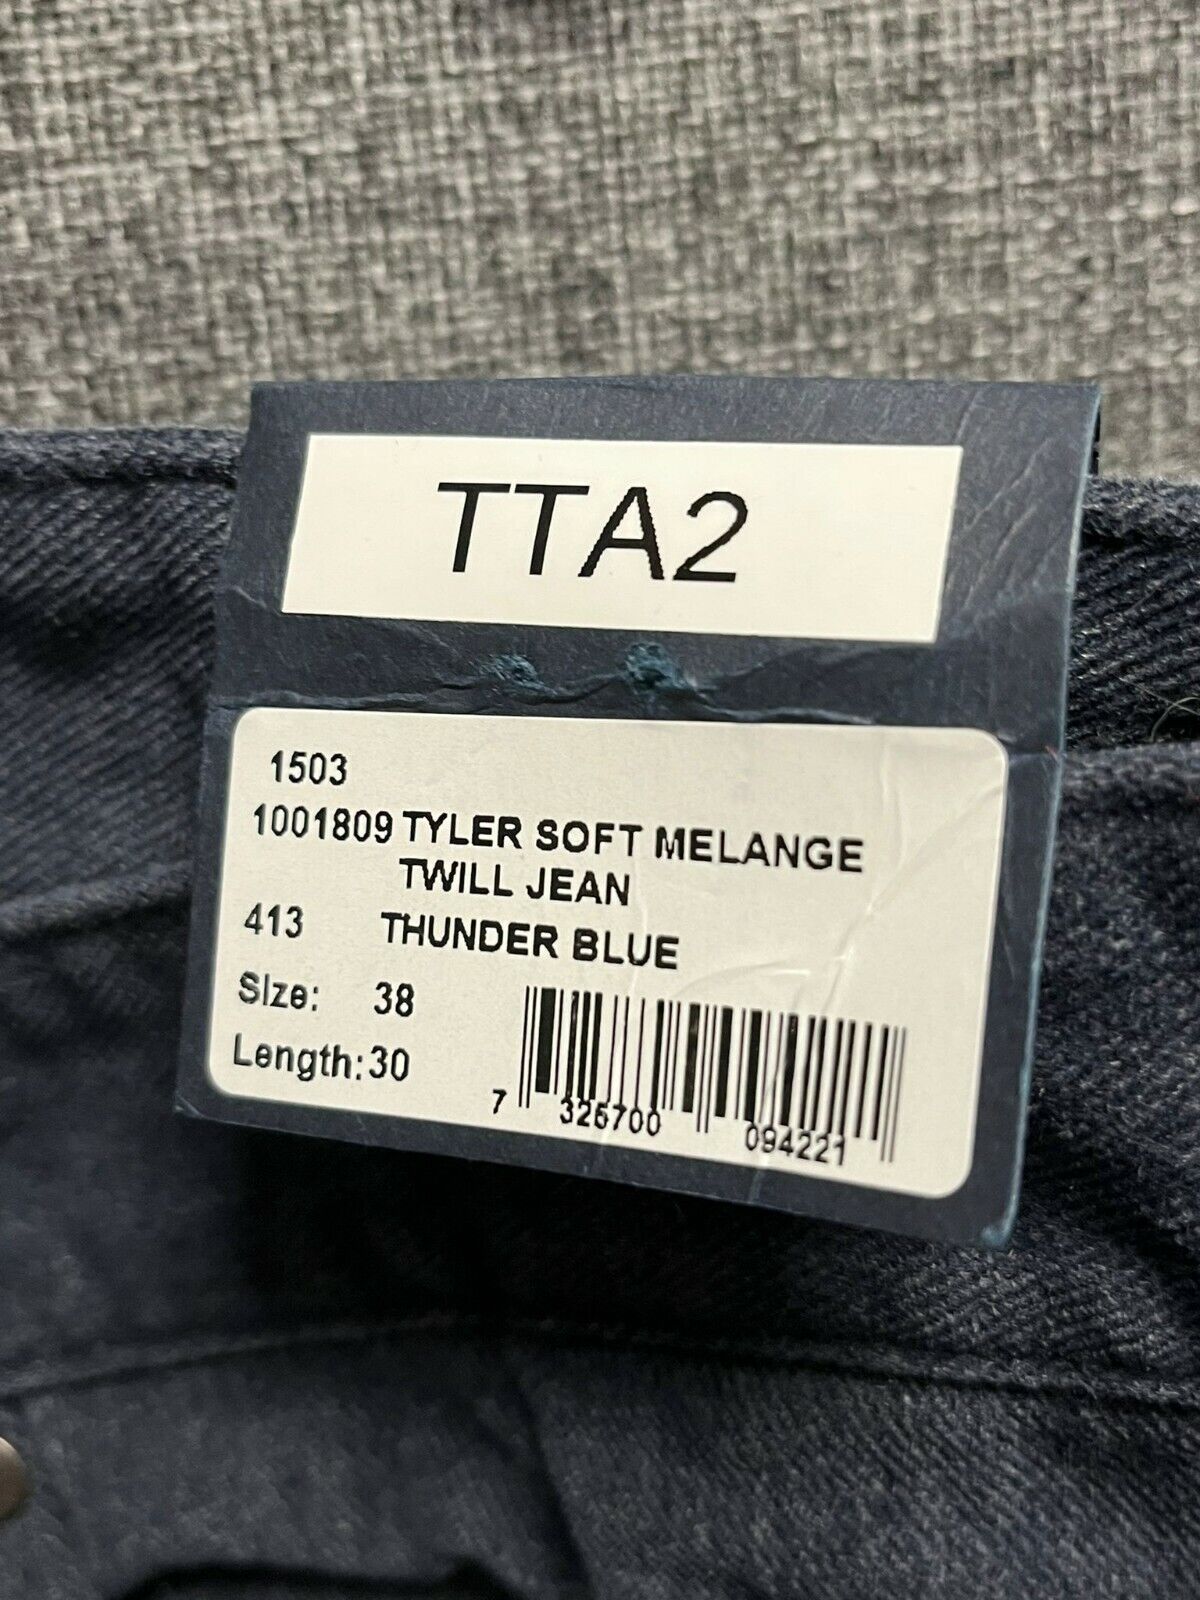 TTA2
1503
1001809 TYLER SOFT MELANGE
TWILL JEAN
413 THUNDER BLUE
Size: 38
Length: 30
7 325700 094221